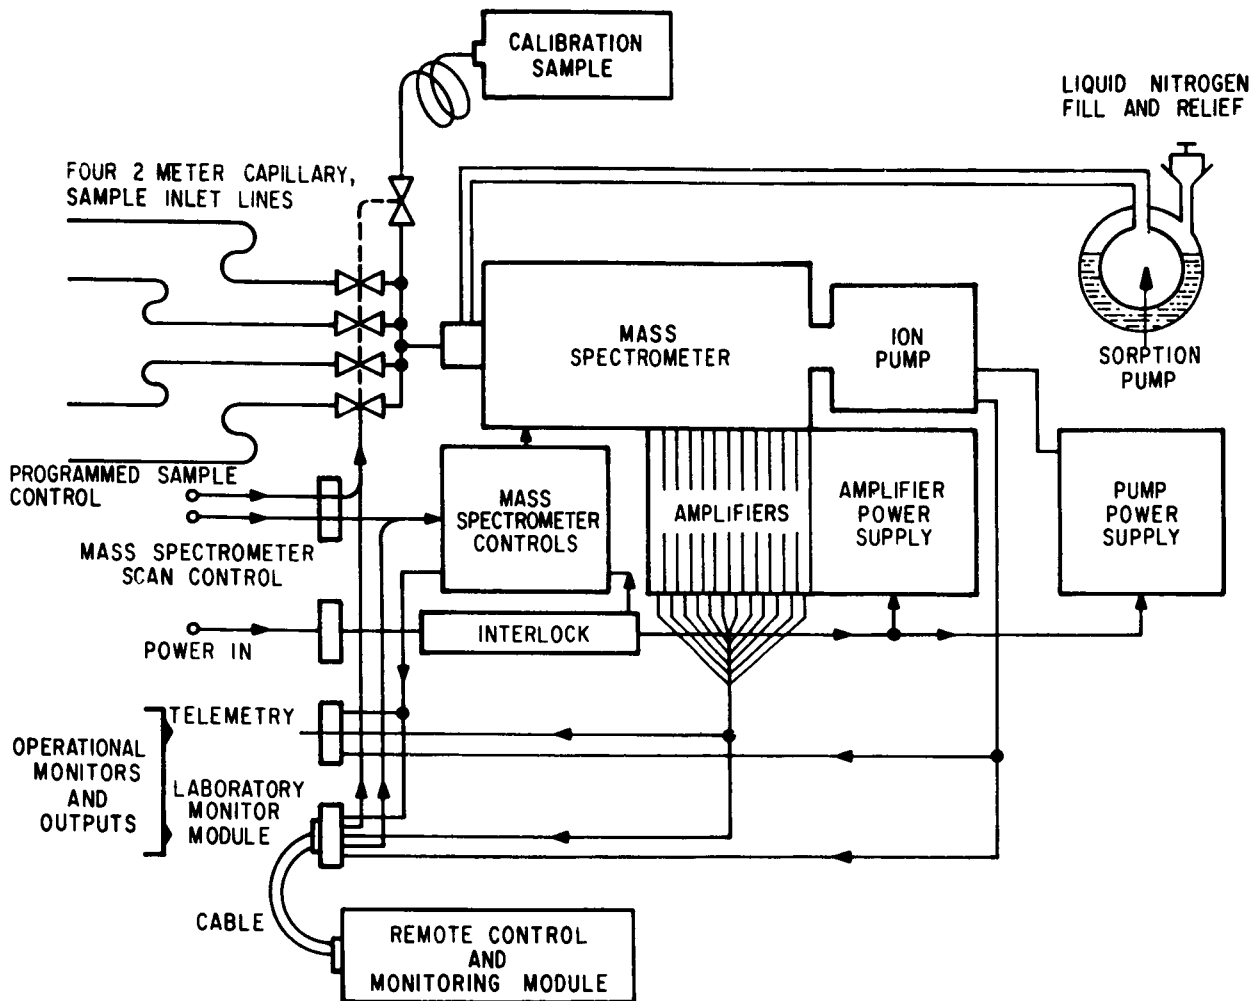 CALIBRATION
SAMPLE
LIQUID NITROGEN
FILL AND RELIEF
FOUR 2 METER CAPILLARY,
SAMPLE INLET LINES
MASS
SPECTROMETER
ION
PUMP
SORPTION
PUMP
PROGRAMMED SAMPLE
CONTROL
MASS SPECTROMETER
SCAN CONTROL
MASS
SPECTROMETER
CONTROLS
AMPLIFIERS
AMPLIFIER
POWER
SUPPLY
PUMP
POWER
SUPPLY
POWER IN
INTERLOCK
OPERATIONAL
MONITORS
AND
OUTPUTS
TELEMETRY
LABORATORY
MONITOR
MODULE
CABLE
REMOTE CONTROL
AND
MONITORING MODULE